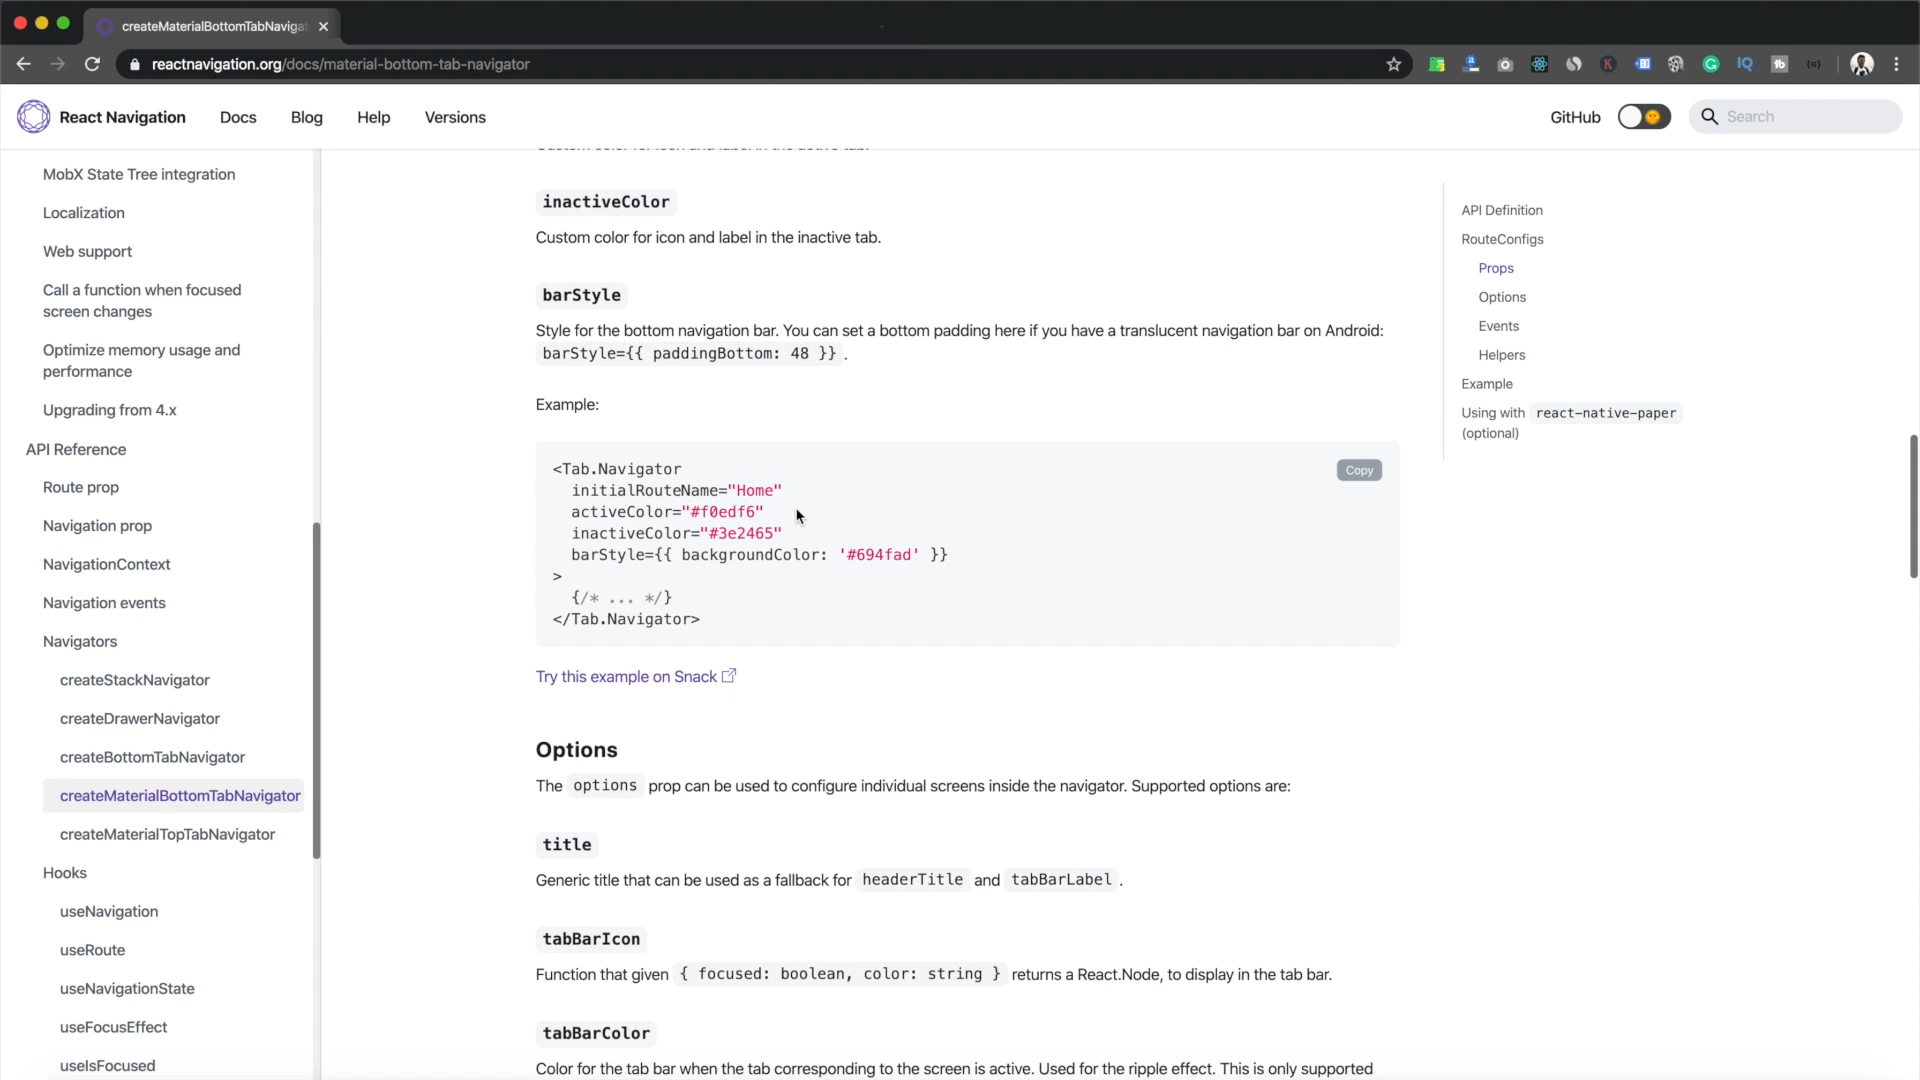 createMaterialBottomTabNaviga
reactnavigation.org/docs/material-bottom-tab-navigator
React Navigation
Docs
Blog
Help
Versions
GitHub
Search
MobX State Tree integration
Localization
Web support
Call a function when focused
screen changes
Optimize memory usage and
performance
Upgrading from 4.x
API Reference
Route prop
Navigation prop
NavigationContext
Navigation events
Navigators
createStackNavigator
createDrawerNavigator
createBottomTabNavigator
createMaterialBottomTabNavigator
createMaterialTopTabNavigator
Hooks
useNavigation
useRoute
useNavigationState
useFocusEffect
useIsFocused
Custom color for icon and label in the active tab.
inactiveColor
Custom color for icon and label in the inactive tab.
barStyle
Style for the bottom navigation bar. You can set a bottom padding here if you have a translucent navigation bar on Android:
barStyle={{ paddingBottom: 48 }} .
Example:
<Tab.Navigator
initialRouteName="Home"
activeColor="#f0edf6"
inactiveColor="#3e2465"
barStyle={{ backgroundColor: '#694fad' }}
>
{/* ... */}
</Tab.Navigator>
Copy
Try this example on Snack
Options
The options prop can be used to configure individual screens inside the navigator. Supported options are:
title
Generic title that can be used as a fallback for headerTitle and tabBarLabel .
tabBarIcon
Function that given { focused: boolean, color: string } returns a React.Node, to display in the tab bar.
tabBarColor
Color for the tab bar when the tab corresponding to the screen is active. Used for the ripple effect. This is only supported
API Definition
RouteConfigs
Props
Options
Events
Helpers
Example
Using with react-native-paper
(optional)